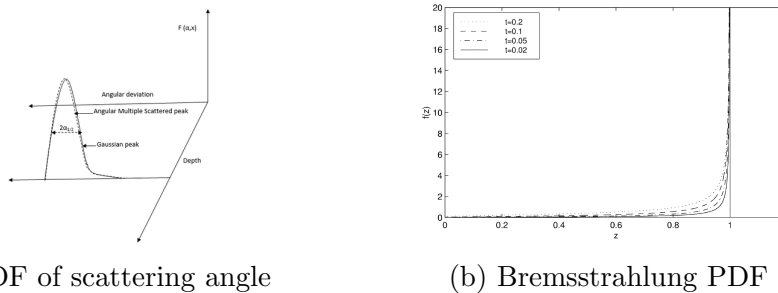 F (α,x)
Angular deviation
Angular Multiple Scattered peak
2α1/2
Gaussian peak
Depth
20
18
16
14
12
10
8
6
4
2
0
f(z)
t=0.2
t=0.1
t=0.05
t=0.02
0 0.2 0.4 0.6 0.8 1
z
DF of scattering angle
(b) Bremsstrahlung PDF